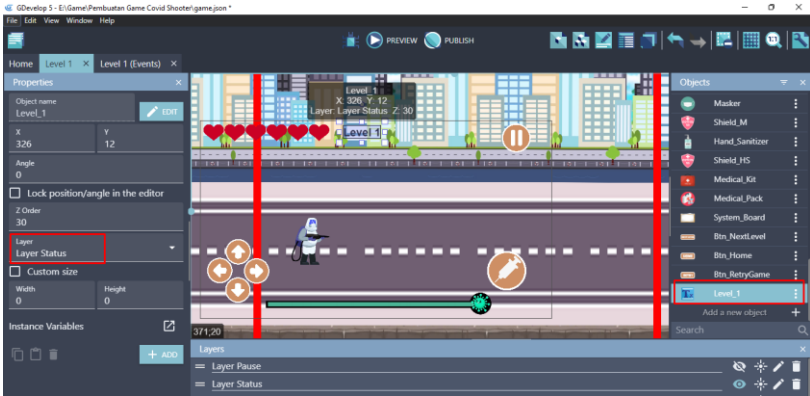 GDevelop 5 - E:\Game\Pembuatan Game Covid Shooter\game.json *
File Edit View Window Help
PREVIEW PUBLISH
1:1
Home Level 1 × Level 1 (Events) ×
Properties ×
Object name
Level_1
EDIT
X Y
326 12
Angle
0
Lock position/angle in the editor
Z Order
30
Layer
Layer Status
Custom size
Width Height
0 0
Instance Variables
+ ADD
Level_1
X: 326 Y: 12
Layer: Layer Status Z: 30
Level 1
371;20
Layers ×
Layer Pause
Layer Status
Objects ×
Masker
Shield_M
Hand_Sanitizer
Shield_HS
Medical_Kit
Medical_Pack
System_Board
Btn_NextLevel
Btn_Home
Btn_RetryGame
Level_1
Add a new object +
Search